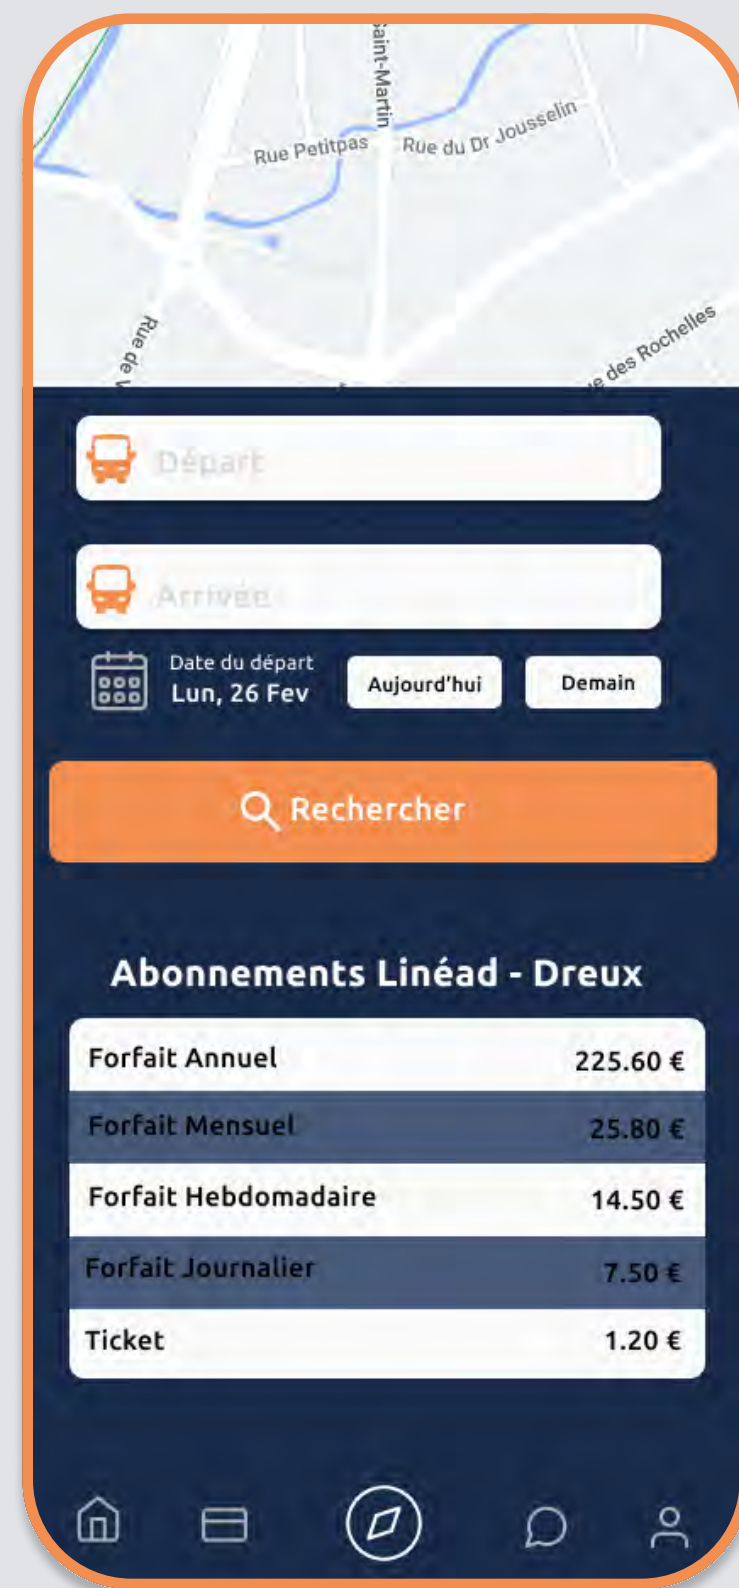 Saint-Martin
Rue Petitpas
Rue du Dr Jousselin
Rue de V
e des Rochelles
Départ
Arrivée
Date du départ
Lun, 26 Fev
Aujourd'hui
Demain
Rechercher
Abonnements Linéad - Dreux
Forfait Annuel 225.60 €
Forfait Mensuel 25.80 €
Forfait Hebdomadaire 14.50 €
Forfait Journalier 7.50 €
Ticket 1.20 €